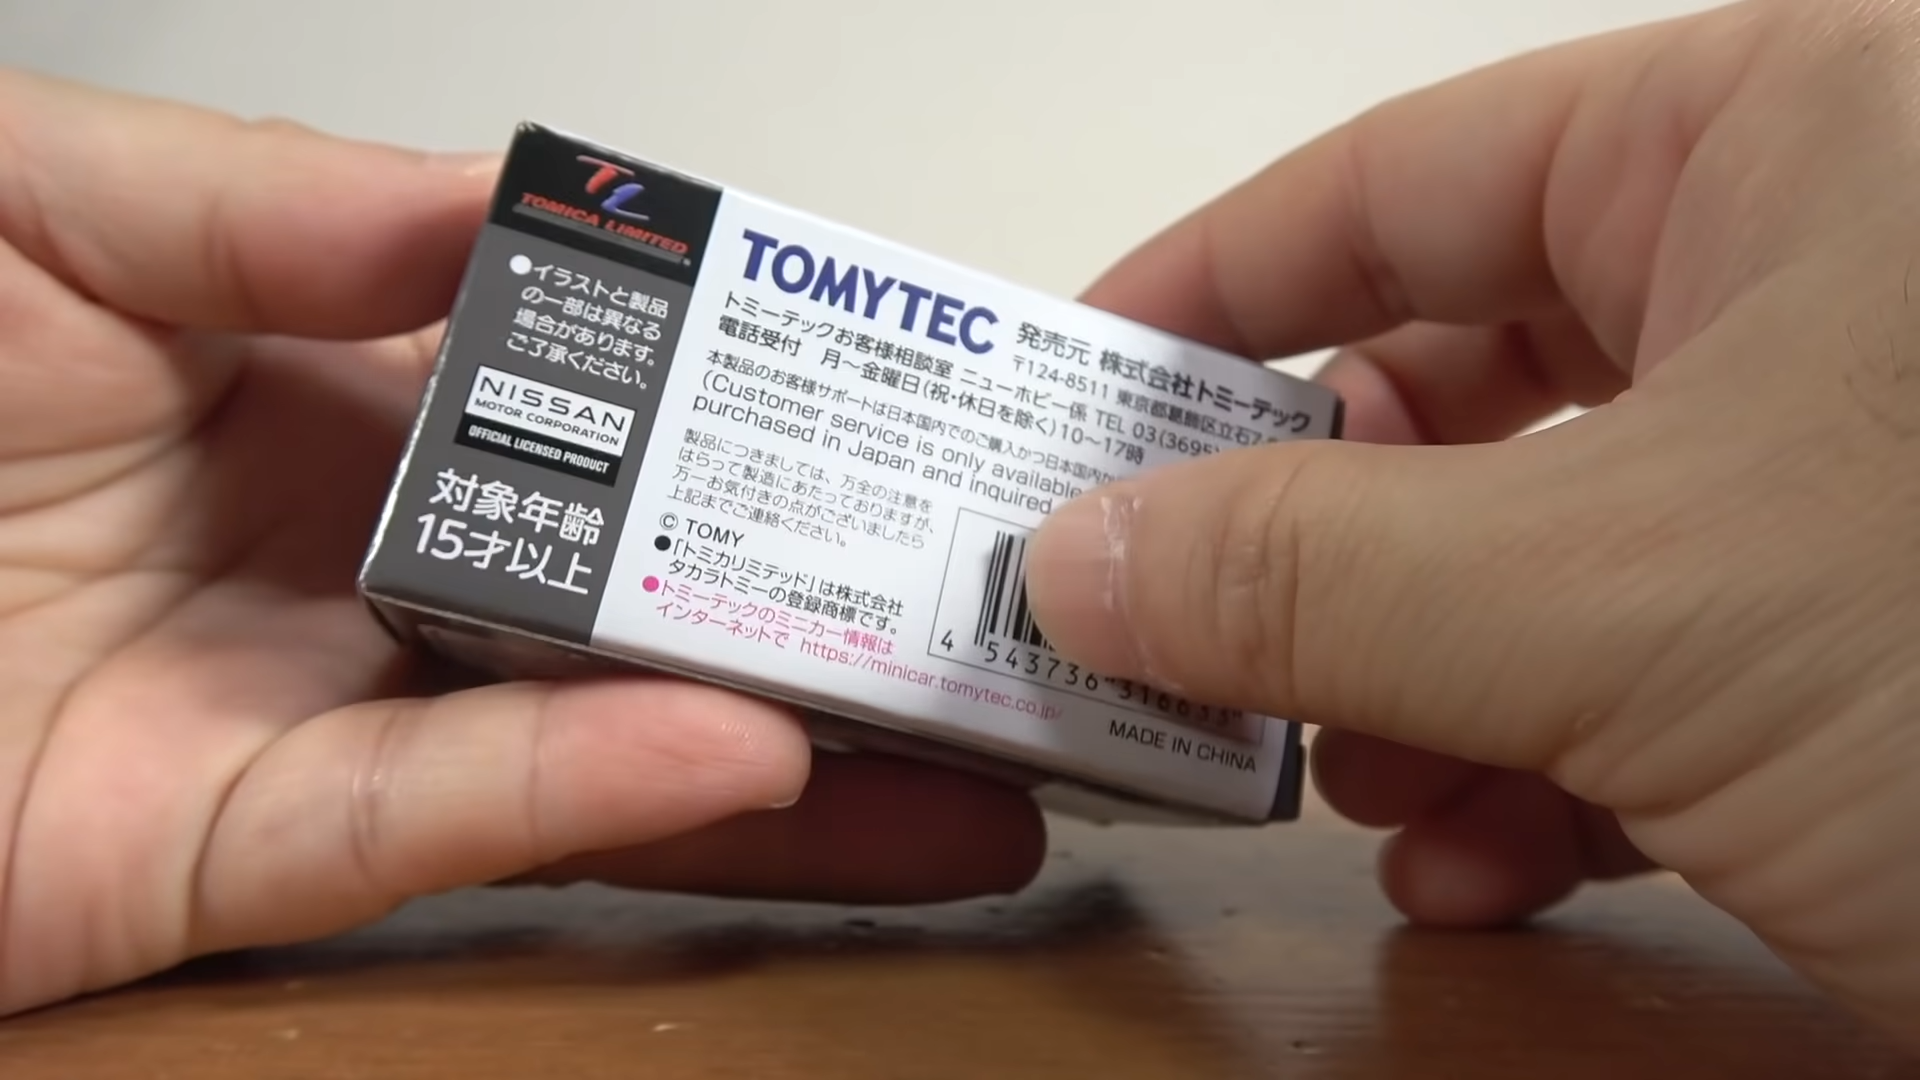 TL
TOMICA LIMITED
●イラストと製品
の一部は異なる
場合があります。
ご了承ください。
NISSAN
MOTOR CORPORATION
OFFICIAL LICENSED PRODUCT
対象年齢
15才以上
TOMYTEC
発売元 株式会社トミーテック
〒124-8511 東京都葛飾区立石7-
トミーテックお客様相談室 ニューホビー係 TEL 03(3695)
電話受付 月〜金曜日(祝・休日を除く)10〜17時
本製品のお客様サポートは日本国内でのご購入かつ日本国内か
(Customer service is only available
purchased in Japan and inquired
製品につきましては、万全の注意を
はらって製造にあたっておりますが、
万一お気付きの点がございましたら
上記までご連絡ください。
© TOMY
●「トミカリミテッド」は株式会社
タカラトミーの登録商標です。
●トミーテックのミニカー情報は
インターネットで https://minicar.tomytec.co.jp/
4 543736 316633
MADE IN CHINA